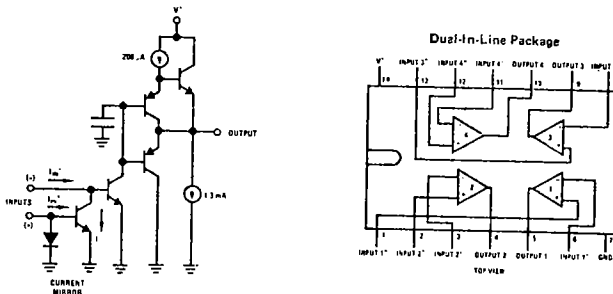 V⁺
200 µA
OUTPUT
1.3 mA
(-)
INPUTS
CURRENT
MIRROR
Dual-In-Line Package
V⁺ INPUT 3⁺ INPUT 4⁺ INPUT 4⁻ OUTPUT 4 OUTPUT 3 INPUT
14 12 11 10 9
4 3
2 1
1 2 3 4 5 6 7
INPUT 1⁺ INPUT 2⁺ INPUT 2⁻ OUTPUT 2 OUTPUT 1 INPUT 1⁻ GND
TOP VIEW